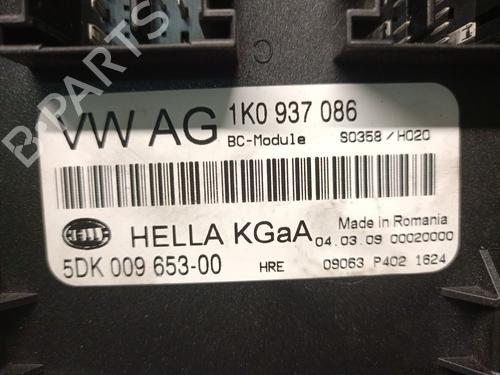 B-PARTS
VW AG 1K0 937 086
BC-Module S0358 / H020
HELLA
HELLA KGaA Made in Romania
04.03.09 00020000
5DK 009 653-00 HRE 09063 P402 1624